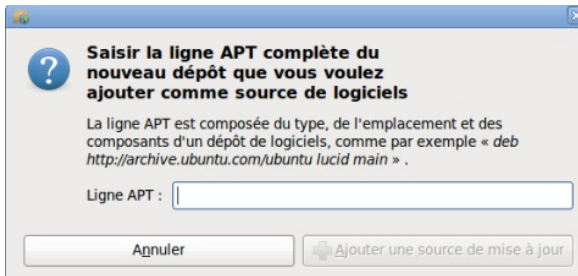 Saisir la ligne APT complète du
nouveau dépôt que vous voulez
ajouter comme source de logiciels
La ligne APT est composée du type, de l'emplacement et des
composants d'un dépôt de logiciels, comme par exemple « deb
http://archive.ubuntu.com/ubuntu lucid main » .
Ligne APT :
Annuler
Ajouter une source de mise à jour